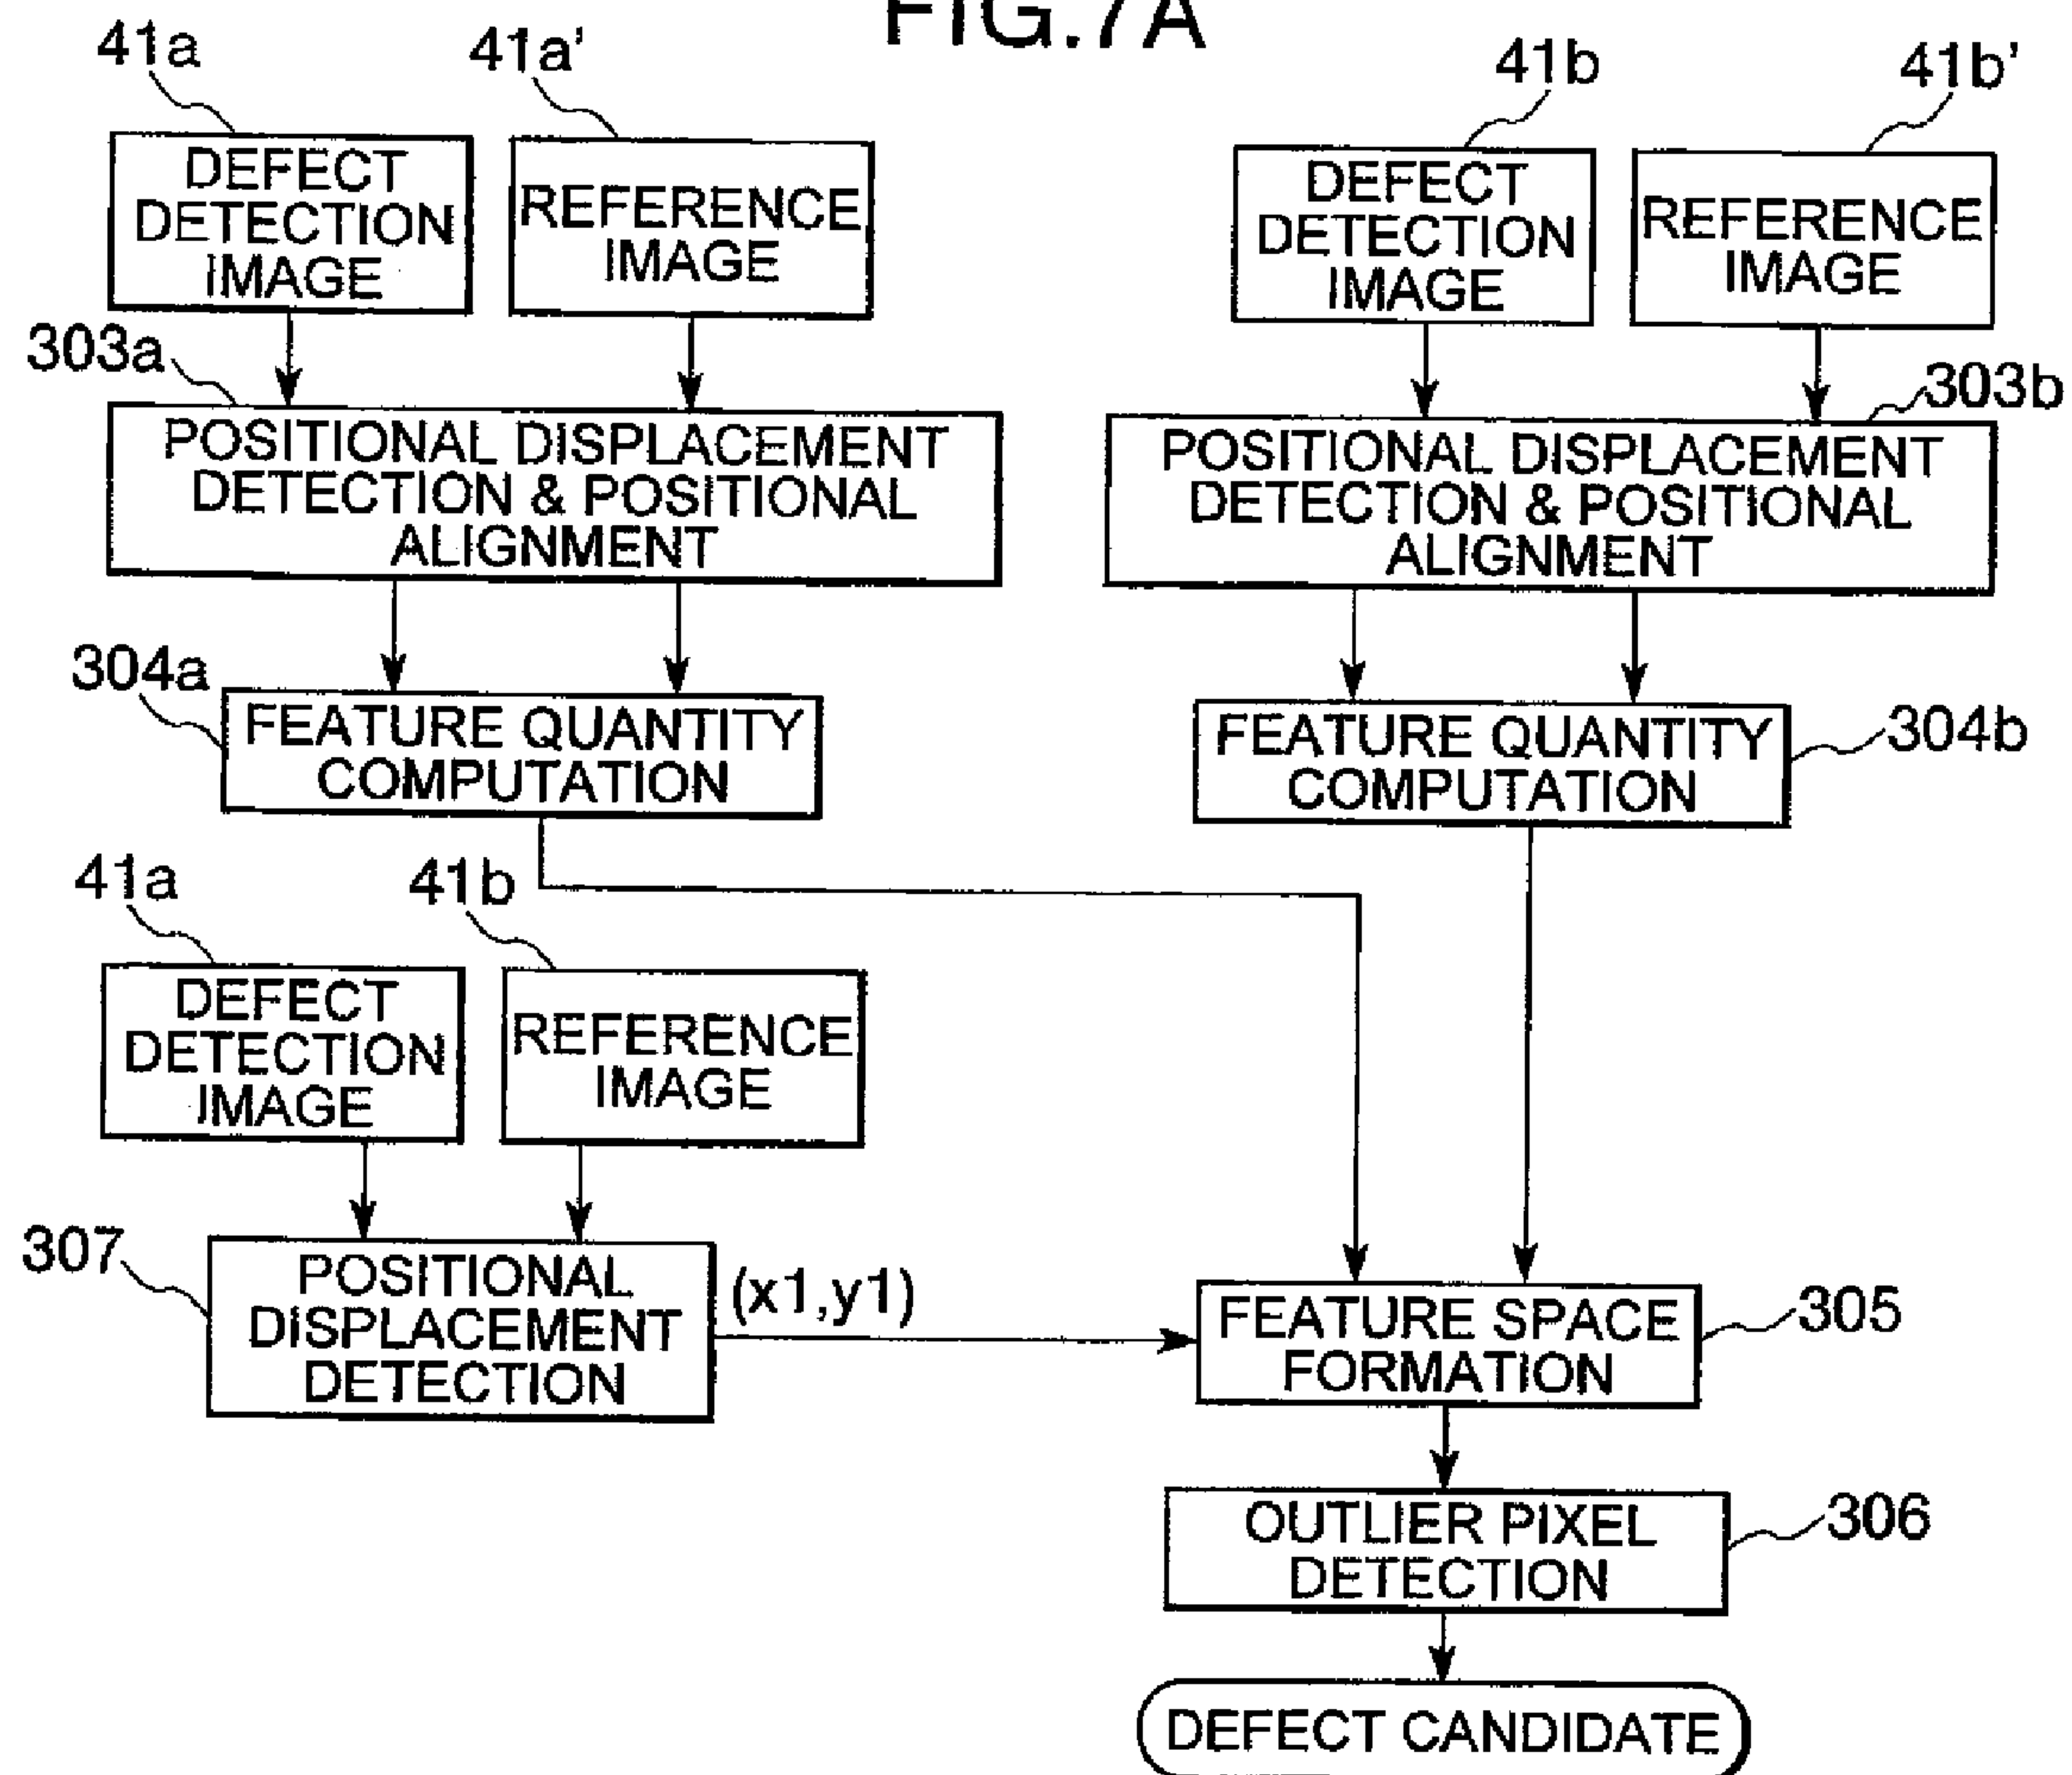 FIG.7A
41a
41a'
41b
41b'
DEFECT
DETECTION
IMAGE
REFERENCE
IMAGE
DEFECT
DETECTION
IMAGE
REFERENCE
IMAGE
303a
303b
POSITIONAL DISPLACEMENT
DETECTION & POSITIONAL
ALIGNMENT
POSITIONAL DISPLACEMENT
DETECTION & POSITIONAL
ALIGNMENT
304a
FEATURE QUANTITY
COMPUTATION
FEATURE QUANTITY
COMPUTATION
304b
41a
41b
DEFECT
DETECTION
IMAGE
REFERENCE
IMAGE
307
POSITIONAL
DISPLACEMENT
DETECTION
(x1,y1)
FEATURE SPACE
FORMATION
305
OUTLIER PIXEL
DETECTION
306
DEFECT CANDIDATE